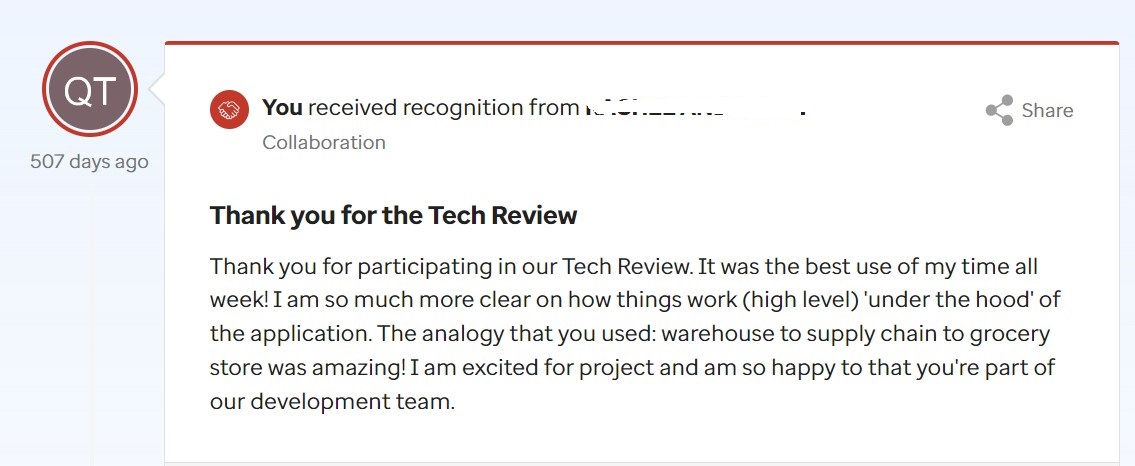 QT
507 days ago
You received recognition from
Share
Collaboration
Thank you for the Tech Review
Thank you for participating in our Tech Review. It was the best use of my time all
week! I am so much more clear on how things work (high level) 'under the hood' of
the application. The analogy that you used: warehouse to supply chain to grocery
store was amazing! I am excited for project and am so happy to that you're part of
our development team.